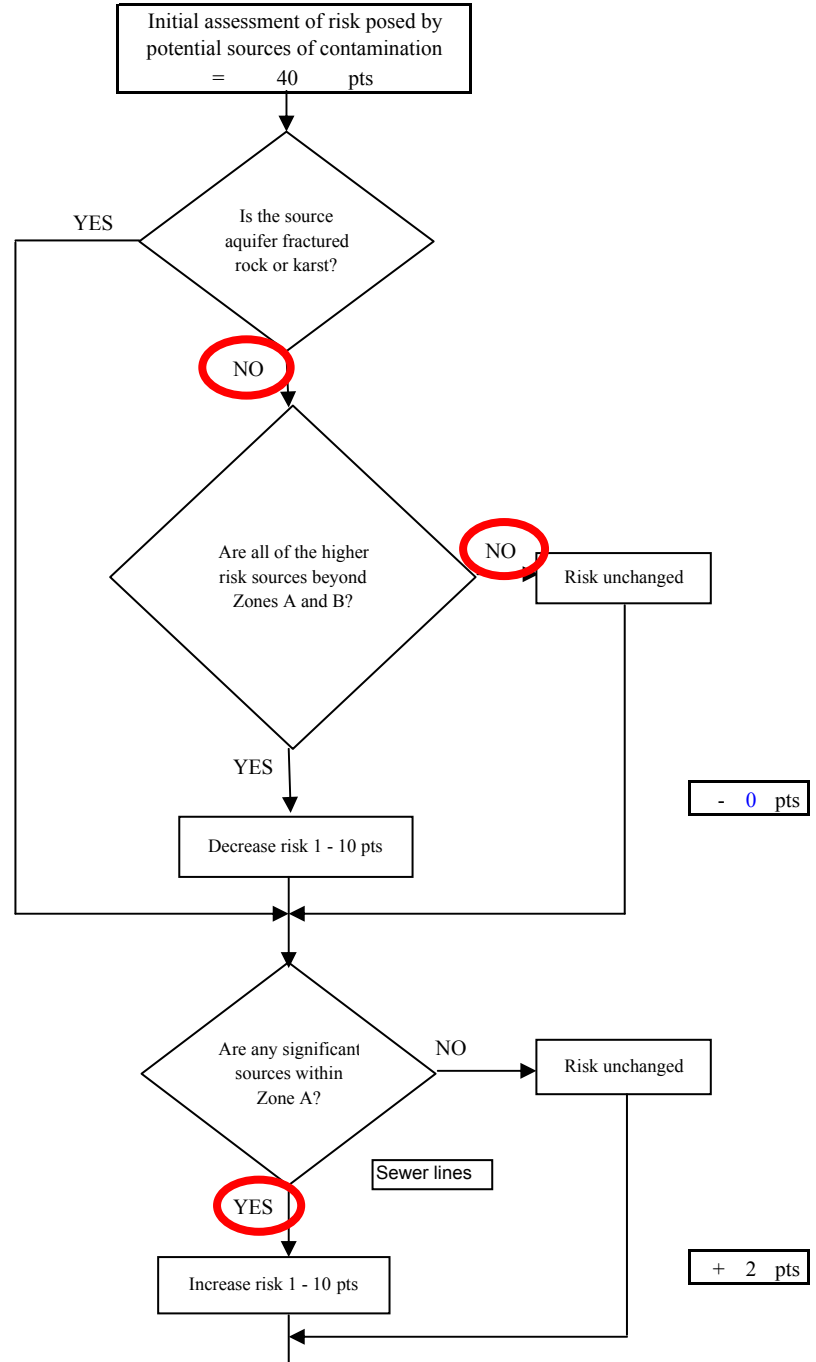 Initial assessment of risk posed by
potential sources of contamination
= 40 pts
YES
Is the source
aquifer fractured
rock or karst?
NO
Are all of the higher
risk sources beyond
Zones A and B?
NO
Risk unchanged
YES
- 0 pts
Decrease risk 1 - 10 pts
Are any significant
sources within
Zone A?
NO
Risk unchanged
Sewer lines
YES
+ 2 pts
Increase risk 1 - 10 pts